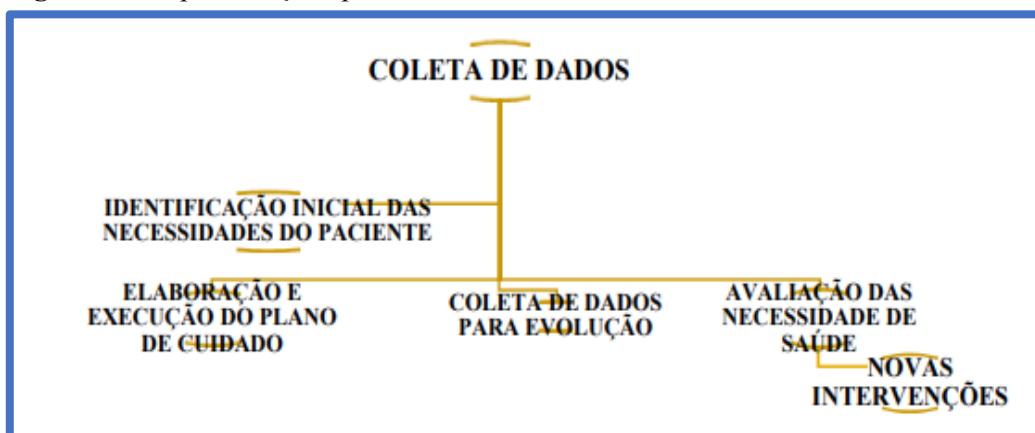 COLETA DE DADOS
IDENTIFICAÇÃO INICIAL DAS
NECESSIDADES DO PACIENTE
ELABORAÇÃO E
EXECUÇÃO DO PLANO
DE CUIDADO
COLETA DE DADOS
PARA EVOLUÇÃO
AVALIAÇÃO DAS
NECESSIDADE DE
SAÚDE
NOVAS
INTERVENÇÕES